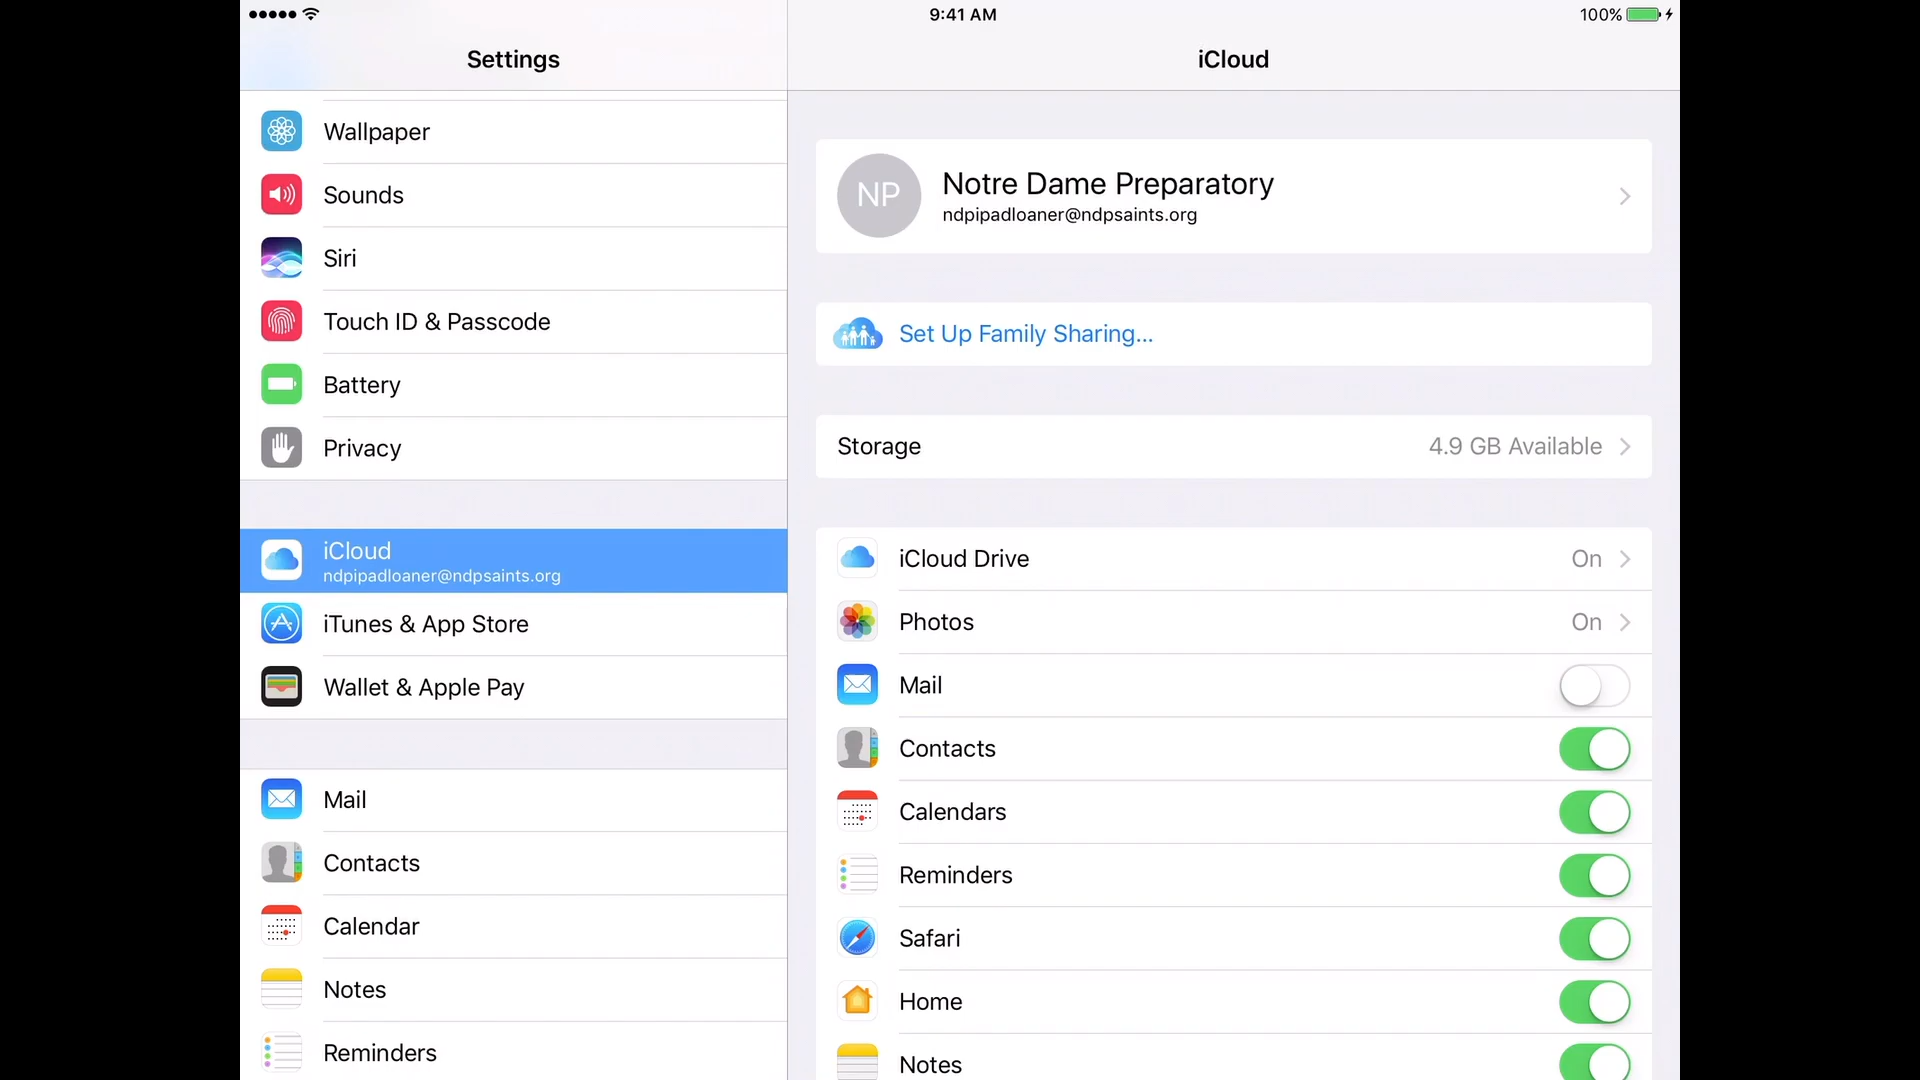 9:41 AM
100%
Settings
iCloud
Wallpaper
Sounds
Siri
Touch ID & Passcode
Battery
Privacy
iCloud
ndpipadloaner@ndpsaints.org
iTunes & App Store
Wallet & Apple Pay
Mail
Contacts
Calendar
Notes
Reminders
NP
Notre Dame Preparatory
ndpipadloaner@ndpsaints.org
Set Up Family Sharing...
Storage 4.9 GB Available
iCloud Drive On
Photos On
Mail
Contacts
Calendars
Reminders
Safari
Home
Notes